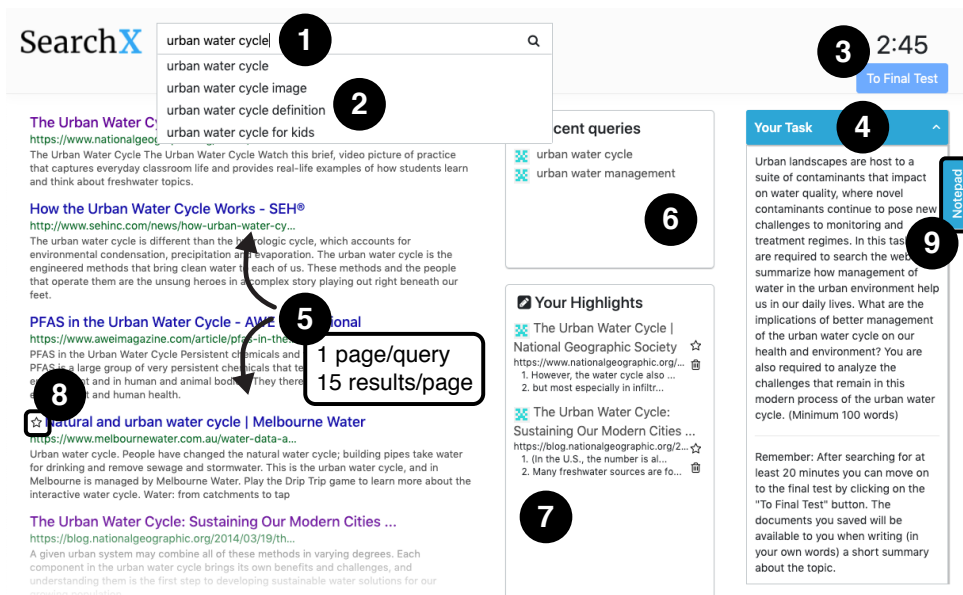 SearchX
urban water cycle
1
2:45
3
To Final Test
urban water cycle
urban water cycle image
urban water cycle definition
urban water cycle for kids
2
The Urban Water Cy
https://www.nationalgeog
The Urban Water Cycle The Urban Water Cycle Watch this brief, video picture of practice
that captures everyday classroom life and provides real-life examples of how students learn
and think about freshwater topics.
How the Urban Water Cycle Works - SEH®
http://www.sehinc.com/news/how-urban-water-cy...
The urban water cycle is different than the hydrologic cycle, which accounts for
environmental condensation, precipitation and evaporation. The urban water cycle is the
engineered methods that bring clean water to each of us. These methods and the people
that operate them are the unsung heroes in a complex story playing out right beneath our
feet.
PFAS in the Urban Water Cycle - AWE ional
https://www.aweimagazine.com/article/pfas-in-the
PFAS in the Urban Water Cycle Persistent chemicals and
PFAS is a large group of very persistent chemicals that te
and in human and animal bodies. They there
and human health.
5
1 page/query
15 results/page
8
Natural and urban water cycle | Melbourne Water
https://www.melbournewater.com.au/water-data-a...
Urban water cycle. People have changed the natural water cycle; building pipes take water
for drinking and remove sewage and stormwater. This is the urban water cycle, and in
Melbourne is managed by Melbourne Water. Play the Drip Trip game to learn more about the
interactive water cycle. Water: from catchments to tap
The Urban Water Cycle: Sustaining Our Modern Cities ...
https://blog.nationalgeographic.org/2014/03/19/th...
A given urban system may combine all of these methods in varying degrees. Each
component in the urban water cycle brings its own benefits and challenges, and
understanding them is the first step to developing sustainable water solutions for our
growing population
cent queries
urban water cycle
urban water management
6
Your Highlights
The Urban Water Cycle |
National Geographic Society
https://www.nationalgeographic.org/...
1. However, the water cycle also ...
2. but most especially in infiltr...
The Urban Water Cycle:
Sustaining Our Modern Cities ...
https://blog.nationalgeographic.org/2...
1. (In the U.S., the number is al...
2. Many freshwater sources are fo...
7
Your Task
4
Urban landscapes are host to a
suite of contaminants that impact
on water quality, where novel
contaminants continue to pose new
challenges to monitoring and
treatment regimes. In this tas
are required to search the web
summarize how management of
water in the urban environment help
us in our daily lives. What are the
implications of better management
of the urban water cycle on our
health and environment? You are
also required to analyze the
challenges that remain in this
modern process of the urban water
cycle. (Minimum 100 words)
Remember: After searching for at
least 20 minutes you can move on
to the final test by clicking on the
"To Final Test" button. The
documents you saved will be
available to you when writing (in
your own words) a short summary
about the topic.
Notepad
9